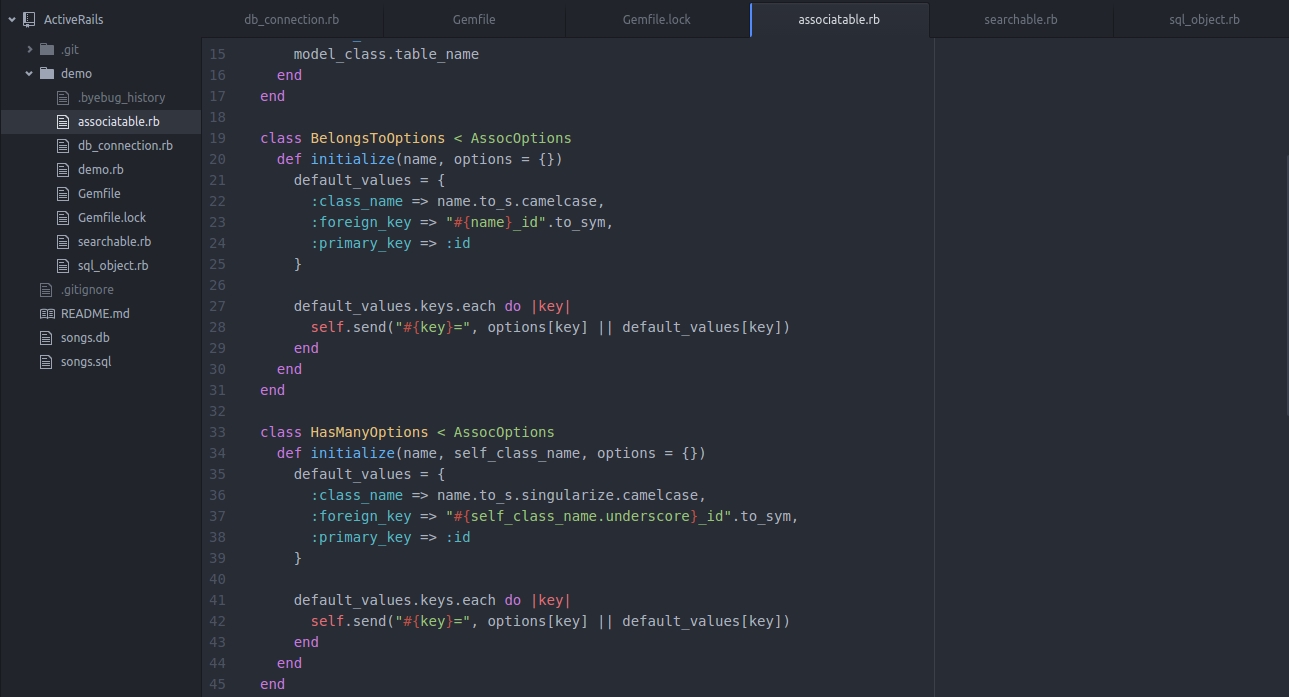 ActiveRails
.git
demo
.byebug_history
associatable.rb
db_connection.rb
demo.rb
Gemfile
Gemfile.lock
searchable.rb
sql_object.rb
.gitignore
README.md
songs.db
songs.sql
db_connection.rb Gemfile Gemfile.lock associatable.rb searchable.rb sql_object.rb
15     model_class.table_name
16   end
17 end
18
19 class BelongsToOptions < AssocOptions
20   def initialize(name, options = {})
21     default_values = {
22       :class_name => name.to_s.camelcase,
23       :foreign_key => "#{name}_id".to_sym,
24       :primary_key => :id
25     }
26
27     default_values.keys.each do |key|
28       self.send("#{key}=", options[key] || default_values[key])
29     end
30   end
31 end
32
33 class HasManyOptions < AssocOptions
34   def initialize(name, self_class_name, options = {})
35     default_values = {
36       :class_name => name.to_s.singularize.camelcase,
37       :foreign_key => "#{self_class_name.underscore}_id".to_sym,
38       :primary_key => :id
39     }
40
41     default_values.keys.each do |key|
42       self.send("#{key}=", options[key] || default_values[key])
43     end
44   end
45 end